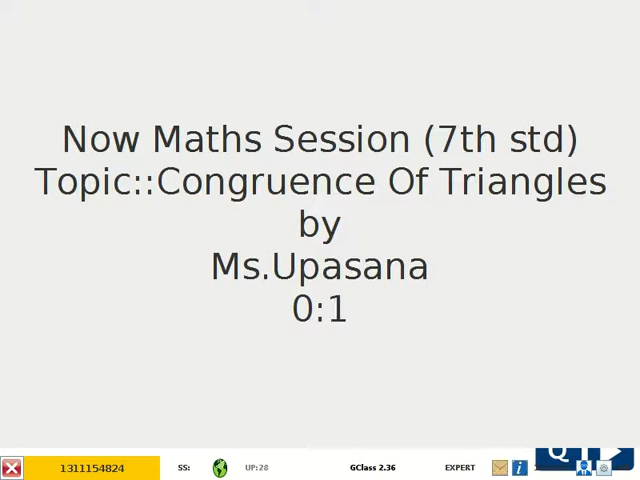 Now Maths Session (7th std)
Topic::Congruence Of Triangles
by
Ms.Upasana
0:1
1311154824 SS: UP:28 GClass 2.36 EXPERT